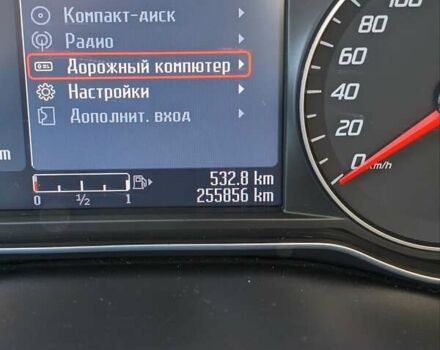 Компакт-диск
100
Радио
80
Дорожный компютер
60
Настройки
40
Дополнит. вход
20
km
0 km/h
532.8 km
0 1/2 1
255856 km